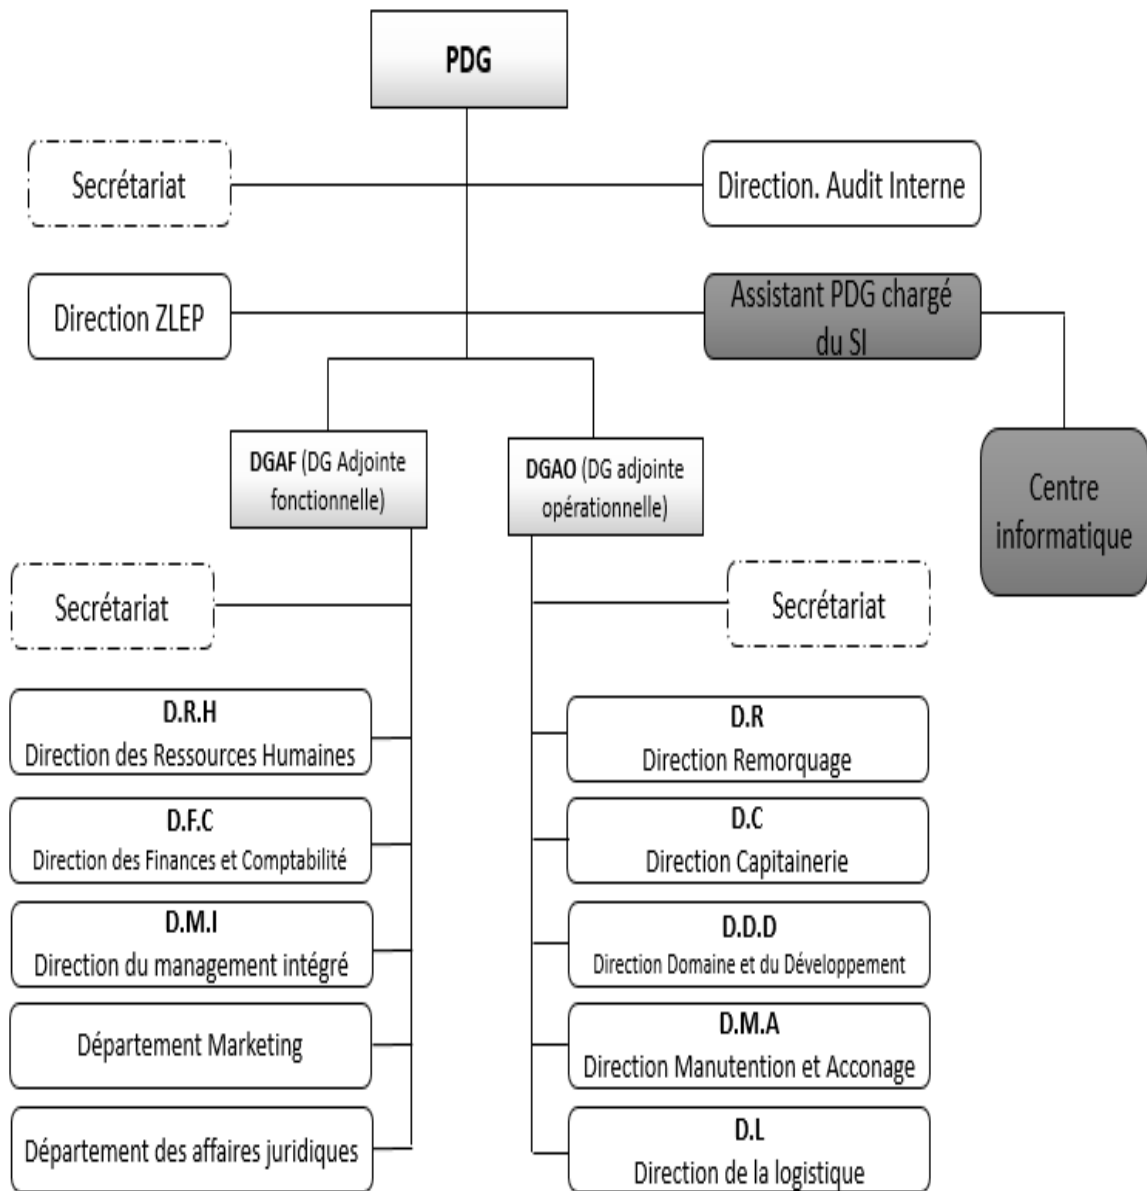 PDG
Secrétariat
Direction. Audit Interne
Direction ZLEP
Assistant PDG chargé
du SI
DGAF (DG Adjointe
fonctionnelle)
DGAO (DG adjointe
opérationnelle)
Centre
informatique
Secrétariat
Secrétariat
D.R.H
Direction des Ressources Humaines
D.F.C
Direction des Finances et Comptabilité
D.M.I
Direction du management intégré
Département Marketing
Département des affaires juridiques
D.R
Direction Remorquage
D.C
Direction Capitainerie
D.D.D
Direction Domaine et du Développement
D.M.A
Direction Manutention et Acconage
D.L
Direction de la logistique